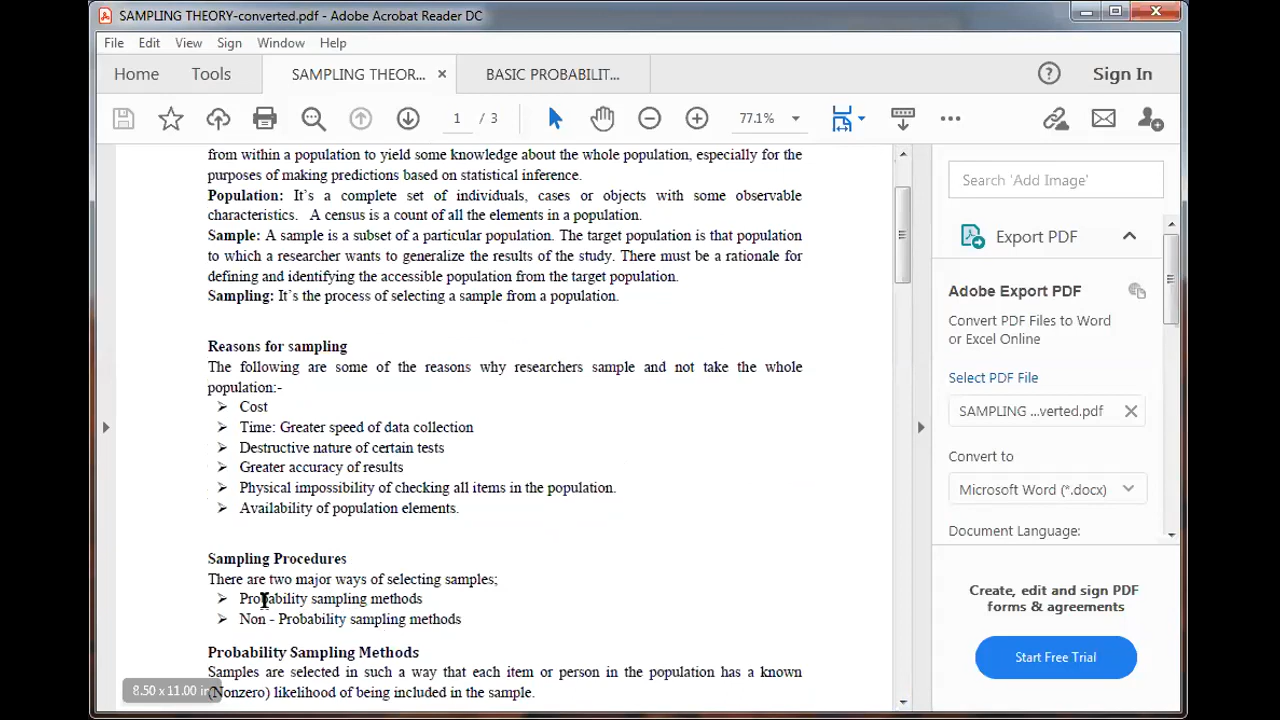 SAMPLING THEORY-converted.pdf - Adobe Acrobat Reader DC
File Edit View Sign Window Help
Home Tools SAMPLING THEOR... × BASIC PROBABILIT... ? Sign In
1 / 3 77.1%
from within a population to yield some knowledge about the whole population, especially for the
purposes of making predictions based on statistical inference.
Population: It's a complete set of individuals, cases or objects with some observable
characteristics. A census is a count of all the elements in a population.
Sample: A sample is a subset of a particular population. The target population is that population
to which a researcher wants to generalize the results of the study. There must be a rationale for
defining and identifying the accessible population from the target population.
Sampling: It's the process of selecting a sample from a population.
Reasons for sampling
The following are some of the reasons why researchers sample and not take the whole
population:-
➢ Cost
➢ Time: Greater speed of data collection
➢ Destructive nature of certain tests
➢ Greater accuracy of results
➢ Physical impossibility of checking all items in the population.
➢ Availability of population elements.
Sampling Procedures
There are two major ways of selecting samples;
➢ Probability sampling methods
➢ Non - Probability sampling methods
Probability Sampling Methods
Samples are selected in such a way that each item or person in the population has a known
(Nonzero) likelihood of being included in the sample.
8.50 x 11.00 in
Search 'Add Image'
Export PDF
Adobe Export PDF
Convert PDF Files to Word
or Excel Online
Select PDF File
SAMPLING ...verted.pdf ×
Convert to
Microsoft Word (*.docx)
Document Language:
Create, edit and sign PDF
forms & agreements
Start Free Trial